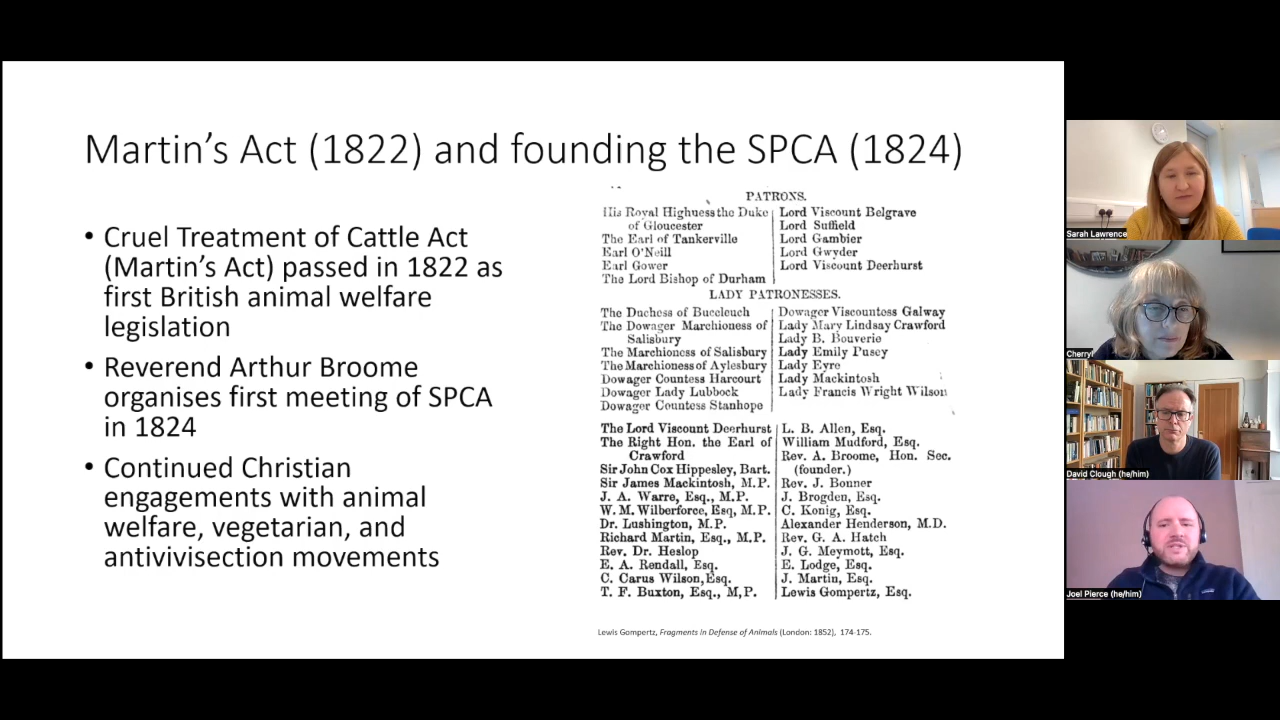 Martin’s Act (1822) and founding the SPCA (1824)
• Cruel Treatment of Cattle Act
(Martin’s Act) passed in 1822 as
first British animal welfare
legislation
• Reverend Arthur Broome
organises first meeting of SPCA
in 1824
• Continued Christian
engagements with animal
welfare, vegetarian, and
antivivisection movements
PATRONS.
His Royal Highness the Duke
of Gloucester
The Earl of Tankerville
Earl O’Neill
Earl Gower
The Lord Bishop of Durham
Lord Viscount Belgrave
Lord Suffield
Lord Gambier
Lord Gwyder
Lord Viscount Deerhurst
LADY PATRONESSES.
The Duchess of Buccleuch
The Dowager Marchioness of
Salisbury
The Marchioness of Salisbury
The Marchioness of Aylesbury
Dowager Countess Harcourt
Dowager Lady Lubbock
Dowager Countess Stanhope
Dowager Viscountess Galway
Lady Mary Lindsay Crawford
Lady B. Bouverie
Lady Emily Pusey
Lady Eyre
Lady Mackintosh
Lady Francis Wright Wilson
The Lord Viscount Deerhurst
The Right Hon. the Earl of
Crawford
Sir John Cox Hippesley, Bart.
Sir James Mackintosh, M.P.
J. A. Warre, Esq., M.P.
W. M. Wilberforce, Esq, M.P.
Dr. Lushington, M.P.
Richard Martin, Esq., M.P.
Rev. Dr. Heslop
E. A. Rendall, Esq.
C. Carus Wilson, Esq.
T. F. Buxton, Esq., M,P.
L. B. Allen, Esq.
William Mudford, Esq.
Rev. A. Broome, Hon. Sec.
(founder.)
Rev. J. Bonner
J. Brogden, Esq.
C. Konig, Esq.
Alexander Henderson, M.D.
Rev. G. A. Hatch
J. G. Meymott, Esq.
E. Lodge, Esq.
J. Martin, Esq.
Lewis Gompertz, Esq.
Lewis Gompertz, Fragments in Defense of Animals (London: 1852), 174-175.
Sarah Lawrence
Cherryl
David Clough (he/him)
Joel Pierce (he/him)